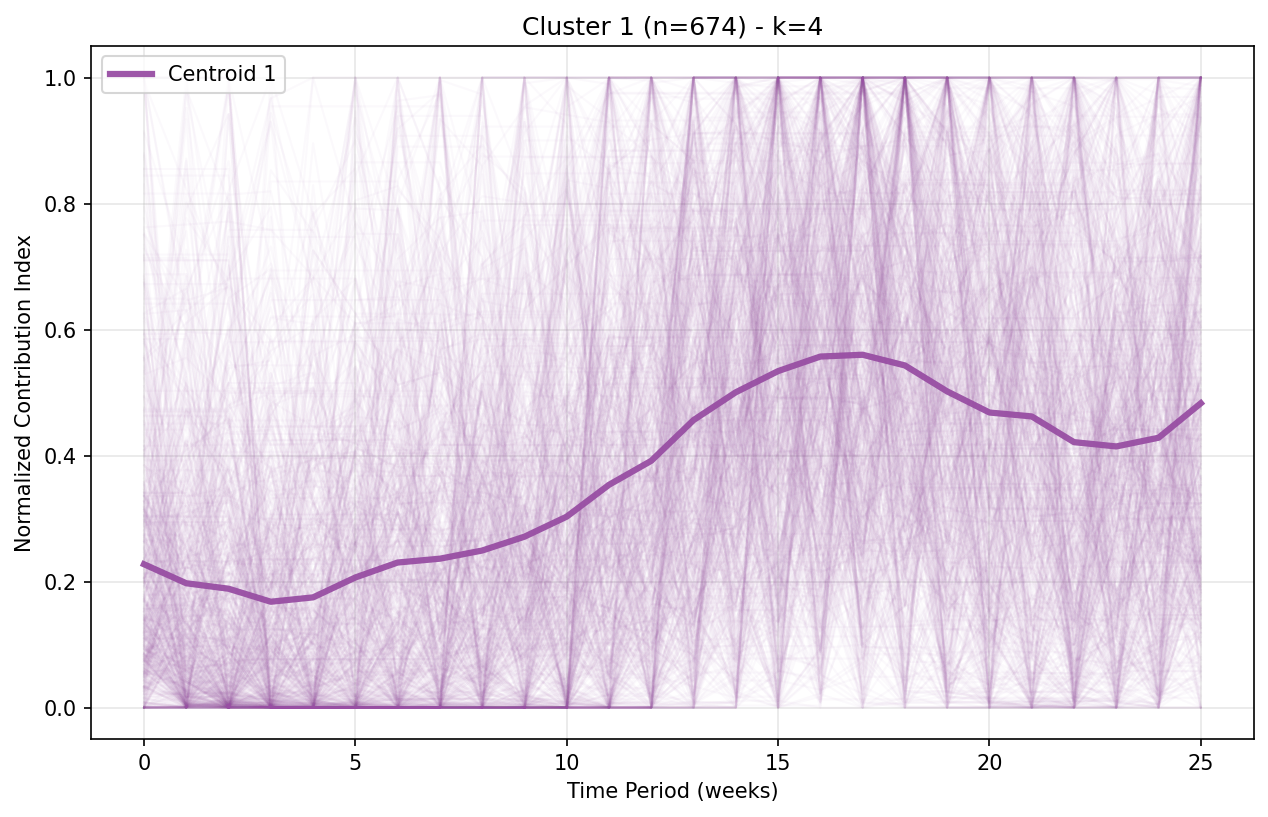 Cluster 1 (n=674) - k=4
Centroid 1
Normalized Contribution Index
1.0
0.8
0.6
0.4
0.2
0.0
0 5 10 15 20 25
Time Period (weeks)